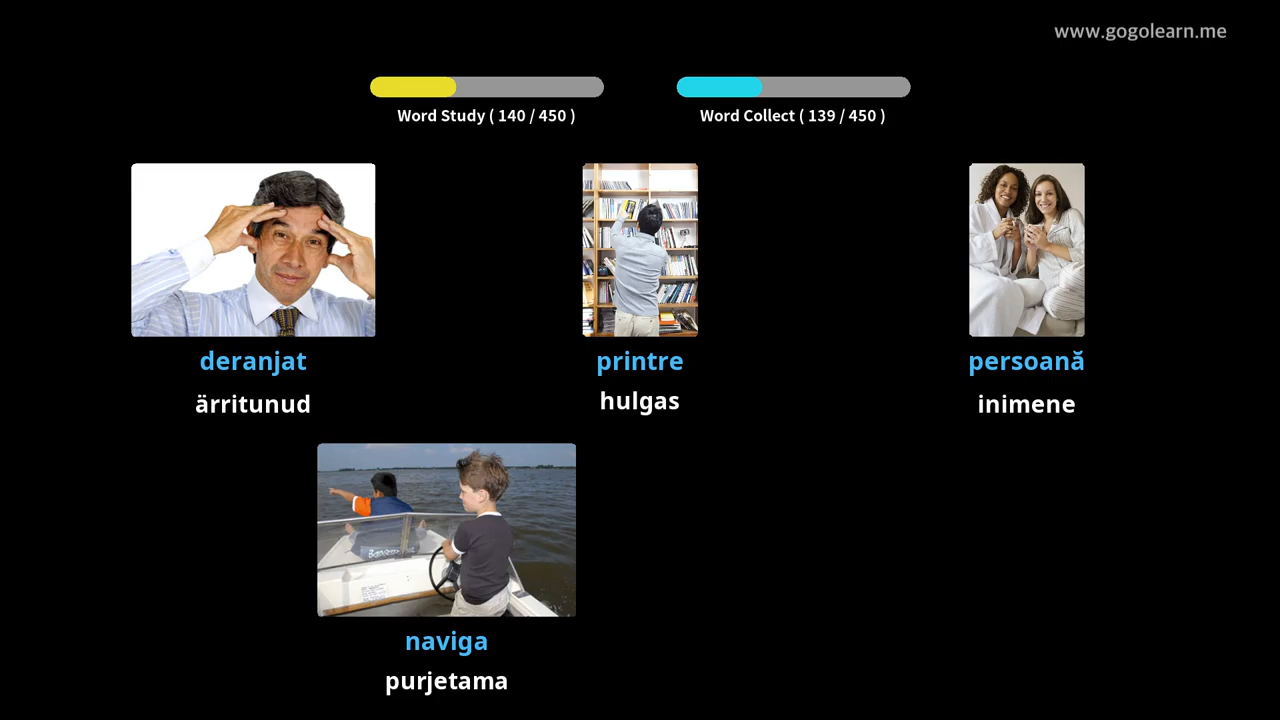 www.gogolearn.me
Word Study ( 140 / 450 )
Word Collect ( 139 / 450 )
deranjat
printre
persoană
ärritunud
hulgas
inimene
naviga
purjetama